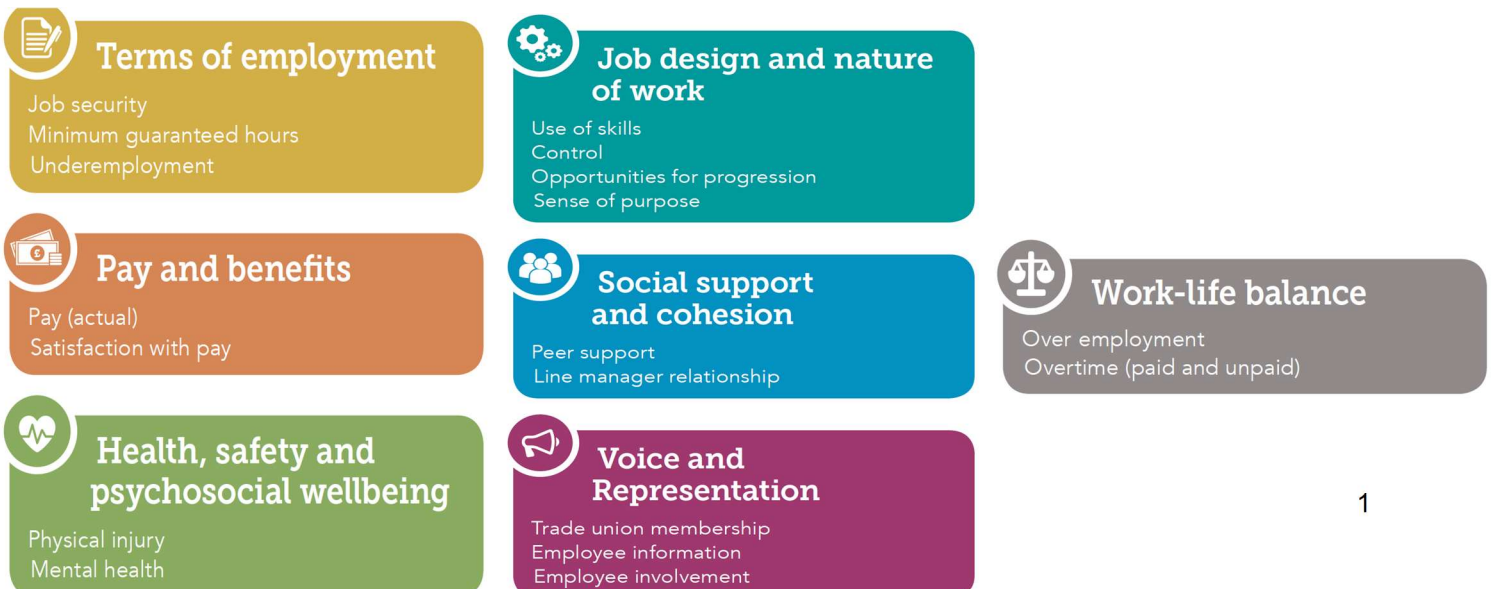 Terms of employment
Job security
Minimum guaranteed hours
Underemployment
Pay and benefits
Pay (actual)
Satisfaction with pay
Health, safety and
psychosocial wellbeing
Physical injury
Mental health
Job design and nature
of work
Use of skills
Control
Opportunities for progression
Sense of purpose
Social support
and cohesion
Peer support
Line manager relationship
Voice and
Representation
Trade union membership
Employee information
Employee involvement
Work-life balance
Over employment
Overtime (paid and unpaid)
1